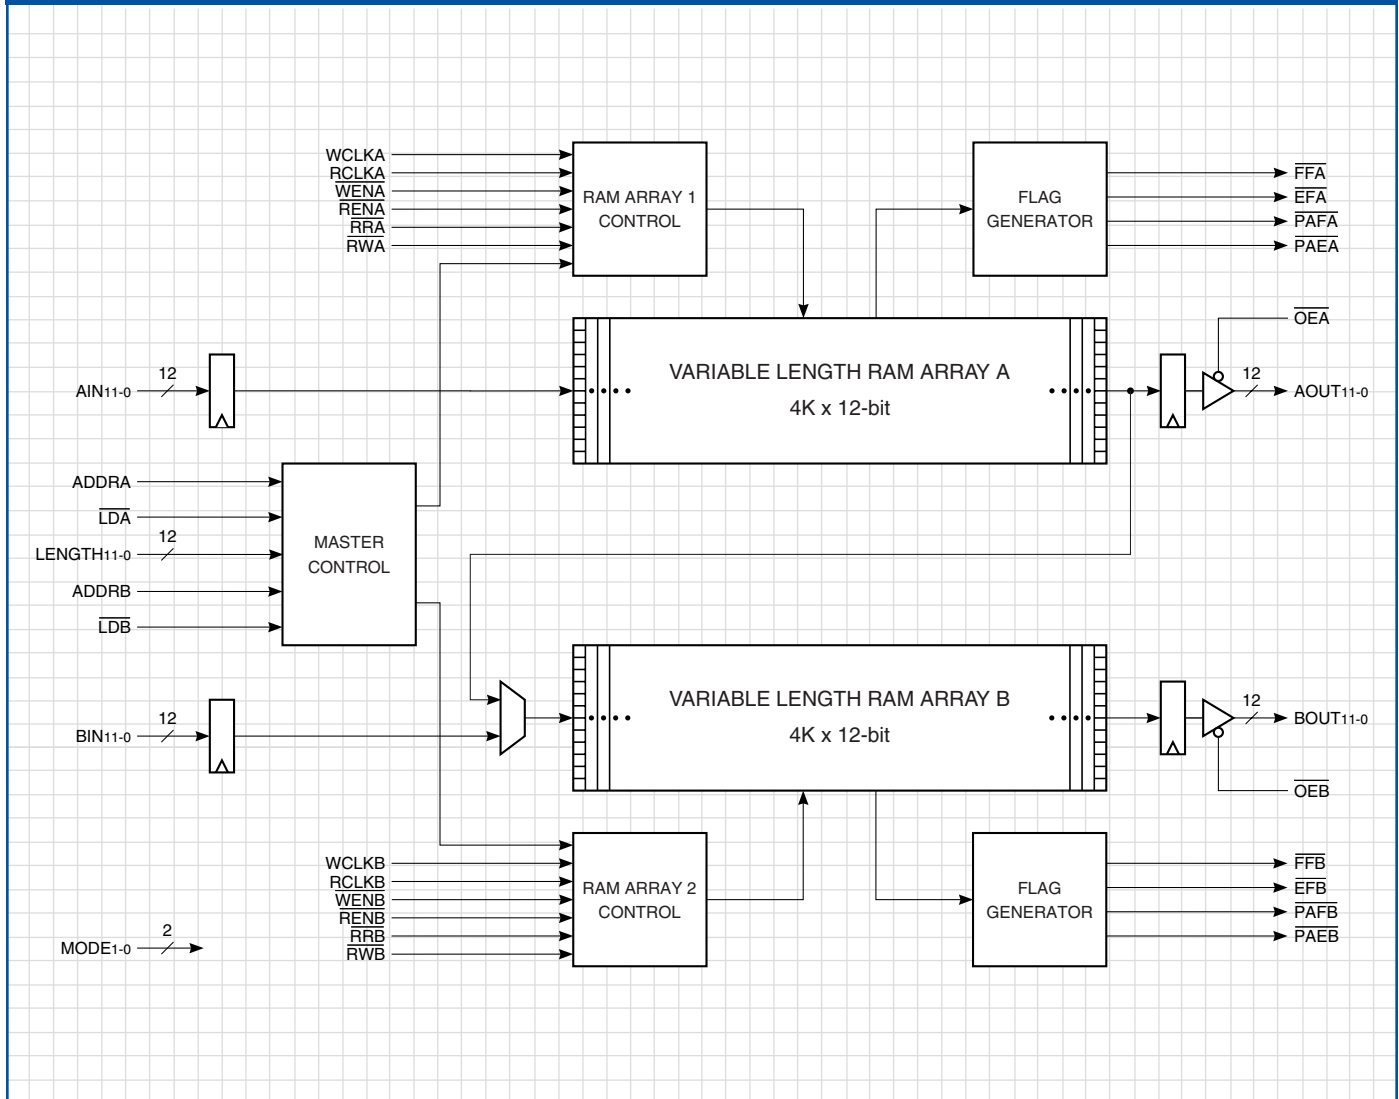 WCLKA
RCLKA
WENA
RENA
RRA
RWA
RAM ARRAY 1
CONTROL
FLAG
GENERATOR
FFA
EFA
PAFA
PAEA
OEA
AIN11-0
12
VARIABLE LENGTH RAM ARRAY A
4K x 12-bit
12
AOUT11-0
ADDRA
LDA
LENGTH11-0
12
ADDRB
LDB
MASTER
CONTROL
BIN11-0
12
VARIABLE LENGTH RAM ARRAY B
4K x 12-bit
12
BOUT11-0
OEB
WCLKB
RCLKB
WENB
RENB
RRB
RWB
RAM ARRAY 2
CONTROL
FLAG
GENERATOR
FFB
EFB
PAFB
PAEB
MODE1-0
2